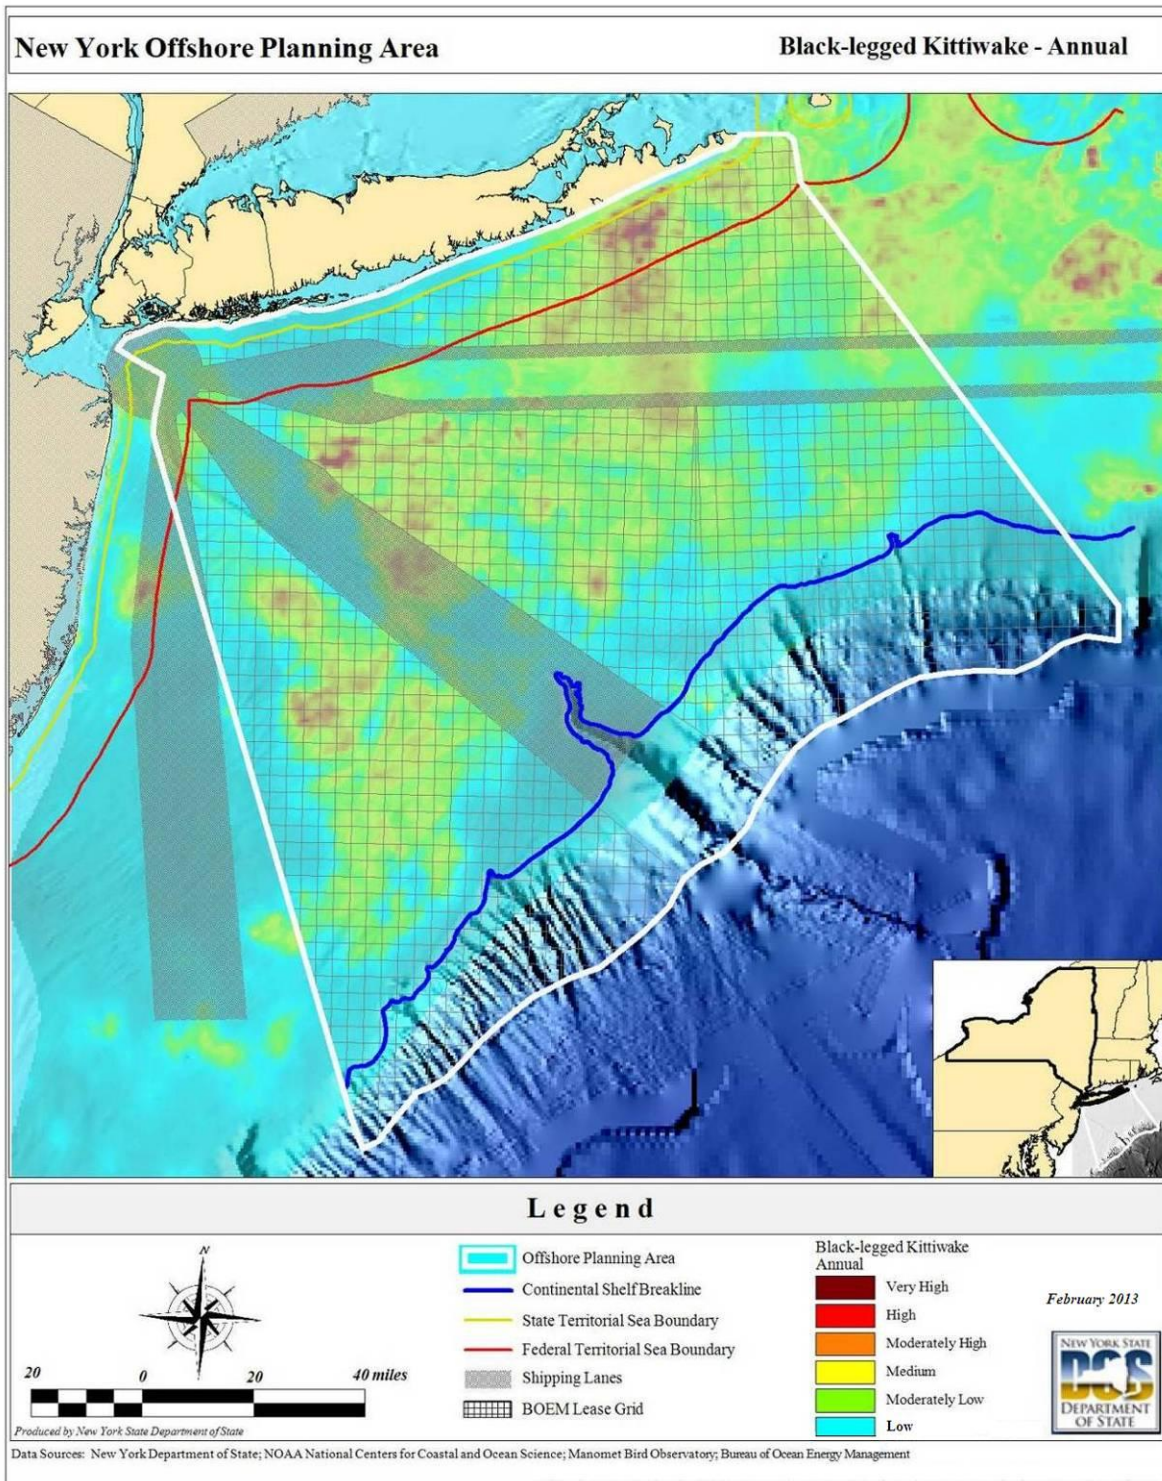 New York Offshore Planning Area
Black-legged Kittiwake - Annual
Legend
N
20 0 20 40 miles
Produced by New York State Department of State
Offshore Planning Area
Continental Shelf Breakline
State Territorial Sea Boundary
Federal Territorial Sea Boundary
Shipping Lanes
BOEM Lease Grid
Black-legged Kittiwake
Annual
Very High
High
Moderately High
Medium
Moderately Low
Low
February 2013
NEW YORK STATE
DOS
DEPARTMENT
OF STATE
Data Sources: New York Department of State; NOAA National Centers for Coastal and Ocean Science; Manomet Bird Observatory; Bureau of Ocean Energy Management